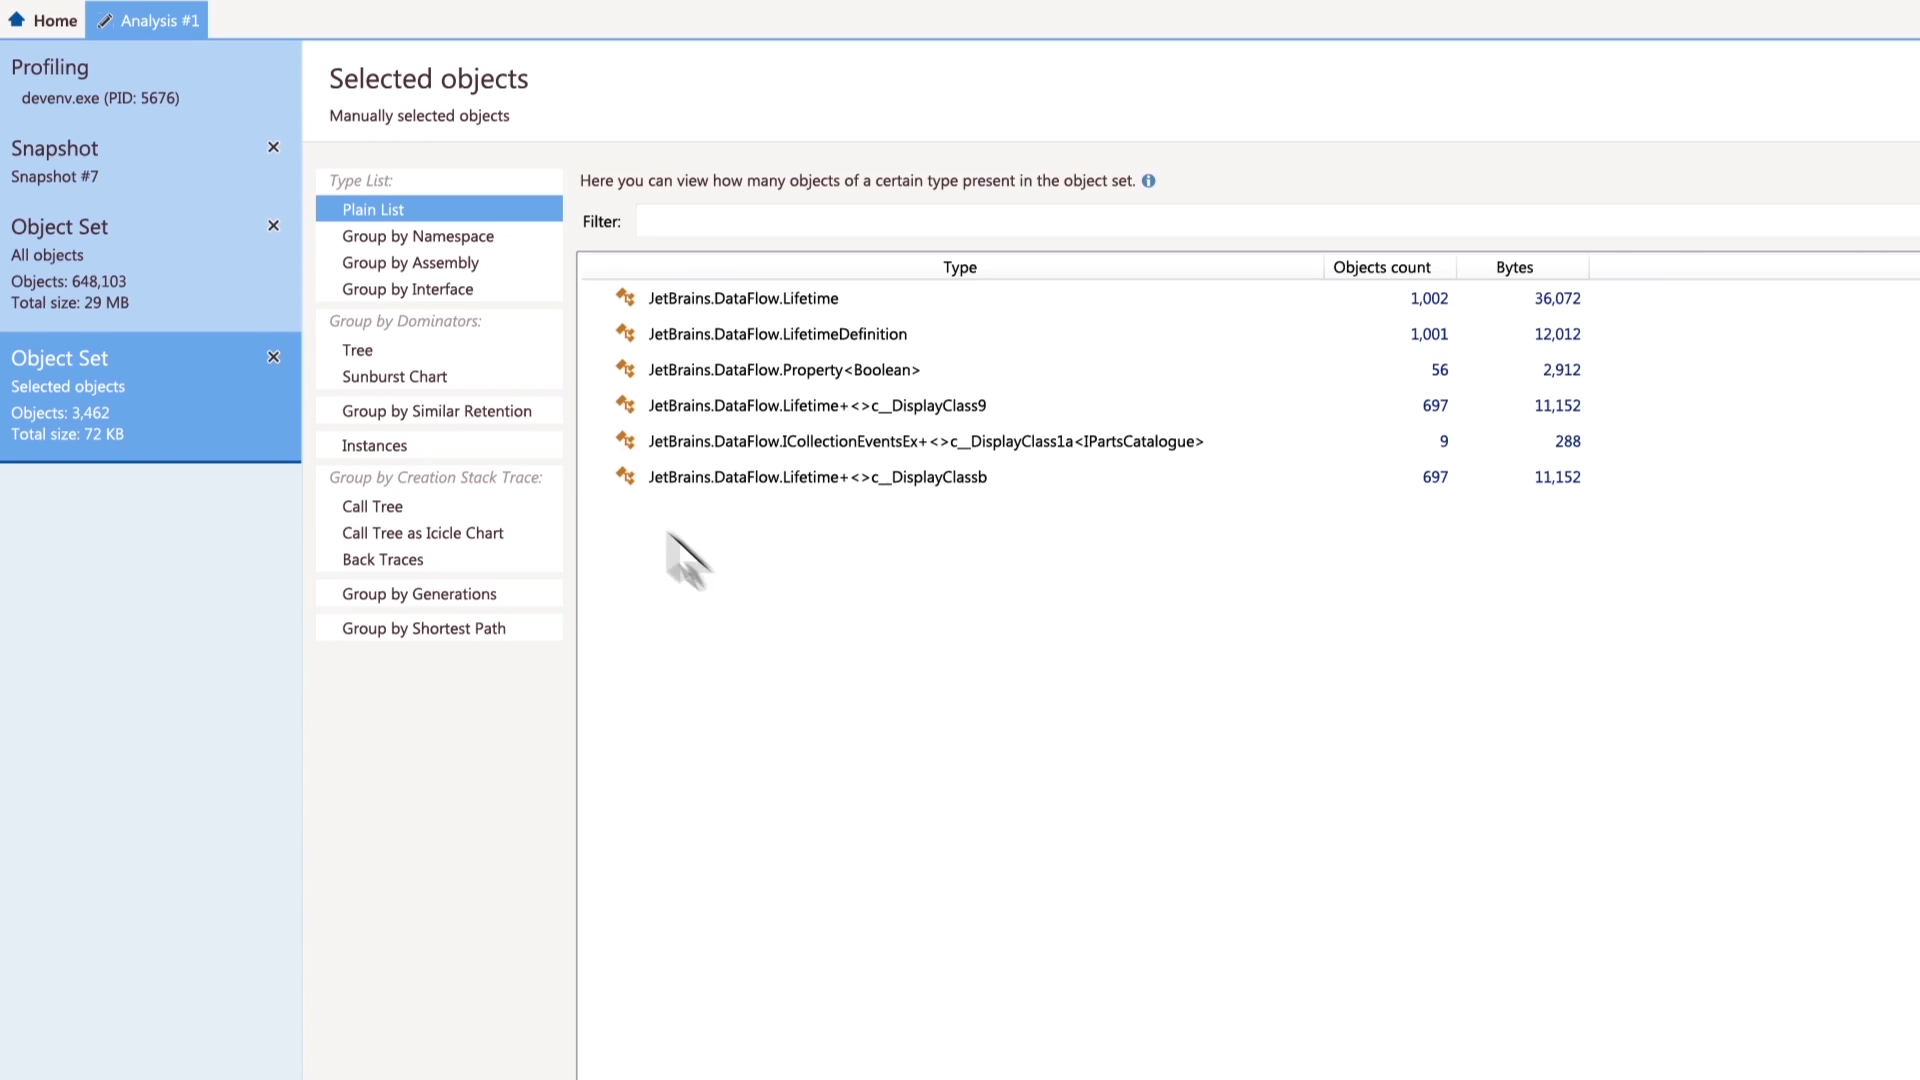 Home
Analysis #1
Profiling
devenv.exe (PID: 5676)
Snapshot
Snapshot #7
Object Set
All objects
Objects: 648,103
Total size: 29 MB
Object Set
Selected objects
Objects: 3,462
Total size: 72 KB
Selected objects
Manually selected objects
Type List:
Plain List
Group by Namespace
Group by Assembly
Group by Interface
Group by Dominators:
Tree
Sunburst Chart
Group by Similar Retention
Instances
Group by Creation Stack Trace:
Call Tree
Call Tree as Icicle Chart
Back Traces
Group by Generations
Group by Shortest Path
Here you can view how many objects of a certain type present in the object set.
Filter:
Type Objects count Bytes
JetBrains.DataFlow.Lifetime 1,002 36,072
JetBrains.DataFlow.LifetimeDefinition 1,001 12,012
JetBrains.DataFlow.Property<Boolean> 56 2,912
JetBrains.DataFlow.Lifetime+<>c__DisplayClass9 697 11,152
JetBrains.DataFlow.ICollectionEventsEx+<>c__DisplayClass1a<IPartsCatalogue> 9 288
JetBrains.DataFlow.Lifetime+<>c__DisplayClassb 697 11,152